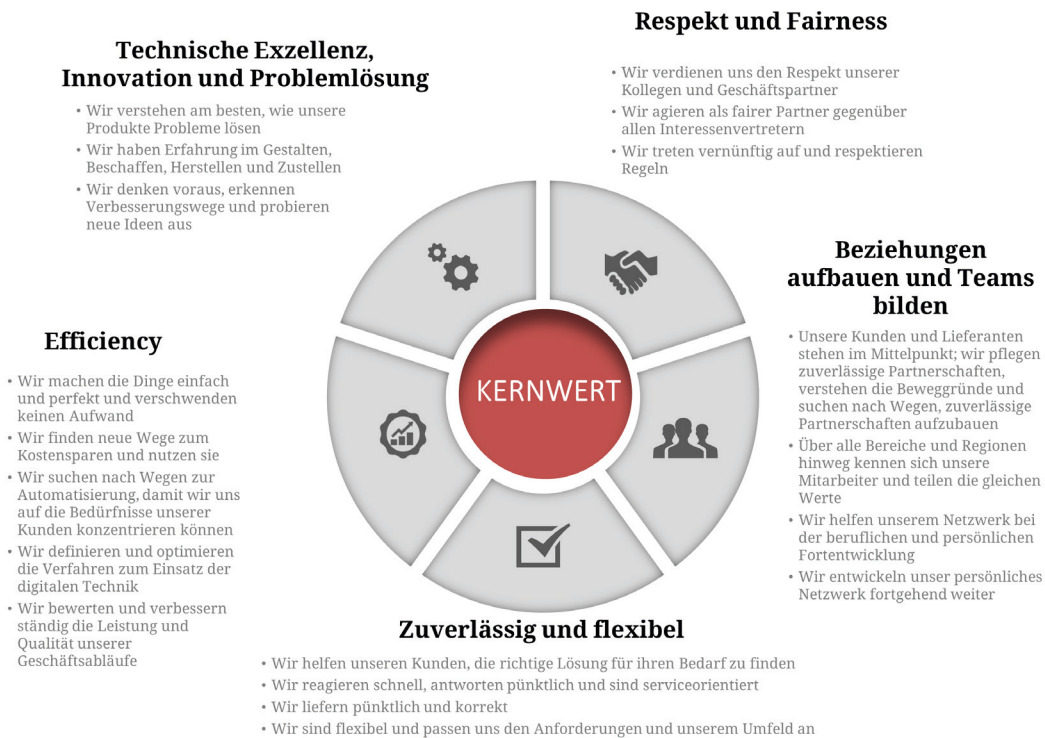 Respekt und Fairness
• Wir verdienen uns den Respekt unserer
Kollegen und Geschäftspartner
• Wir agieren als fairer Partner gegenüber
allen Interessenvertretern
• Wir treten vernünftig auf und respektieren
Regeln
Technische Exzellenz,
Innovation und Problemlösung
• Wir verstehen am besten, wie unsere
Produkte Probleme lösen
• Wir haben Erfahrung im Gestalten,
Beschaffen, Herstellen und Zustellen
• Wir denken voraus, erkennen
Verbesserungswege und probieren
neue Ideen aus
Beziehungen
aufbauen und Teams
bilden
• Unsere Kunden und Lieferanten
stehen im Mittelpunkt; wir pflegen
zuverlässige Partnerschaften,
verstehen die Beweggründe und
suchen nach Wegen, zuverlässige
Partnerschaften aufzubauen
• Über alle Bereiche und Regionen
hinweg kennen sich unsere
Mitarbeiter und teilen die gleichen
Werte
• Wir helfen unserem Netzwerk bei
der beruflichen und persönlichen
Fortentwicklung
• Wir entwickeln unser persönliches
Netzwerk fortgehend weiter
Efficiency
• Wir machen die Dinge einfach
und perfekt und verschwenden
keinen Aufwand
• Wir finden neue Wege zum
Kostensparen und nutzen sie
• Wir suchen nach Wegen zur
Automatisierung, damit wir uns
auf die Bedürfnisse unserer
Kunden konzentrieren können
• Wir definieren und optimieren
die Verfahren zum Einsatz der
digitalen Technik
• Wir bewerten und verbessern
ständig die Leistung und
Qualität unserer
Geschäftsabläufe
KERNWERT
Zuverlässig und flexibel
• Wir helfen unseren Kunden, die richtige Lösung für ihren Bedarf zu finden
• Wir reagieren schnell, antworten pünktlich und sind serviceorientiert
• Wir liefern pünktlich und korrekt
• Wir sind flexibel und passen uns den Anforderungen und unserem Umfeld an